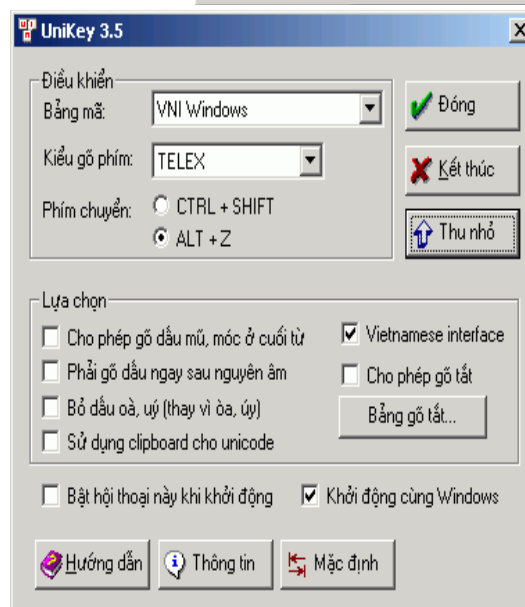 UniKey 3.5
Điều khiển
Bảng mã: VNI Windows
Đóng
Kiểu gõ phím: TELEX
Kết thúc
Phím chuyển: CTRL + SHIFT
ALT + Z
Thu nhỏ
Lựa chọn
Cho phép gõ dấu mũ, móc ở cuối từ
Vietnamese interface
Phải gõ dấu ngay sau nguyên âm
Cho phép gõ tắt
Bỏ dấu oà, uý (thay vì òa, úy)
Bảng gõ tắt...
Sử dụng clipboard cho unicode
Bật hội thoại này khi khởi động
Khởi động cùng Windows
Hướng dẫn
Thông tin
Mặc định